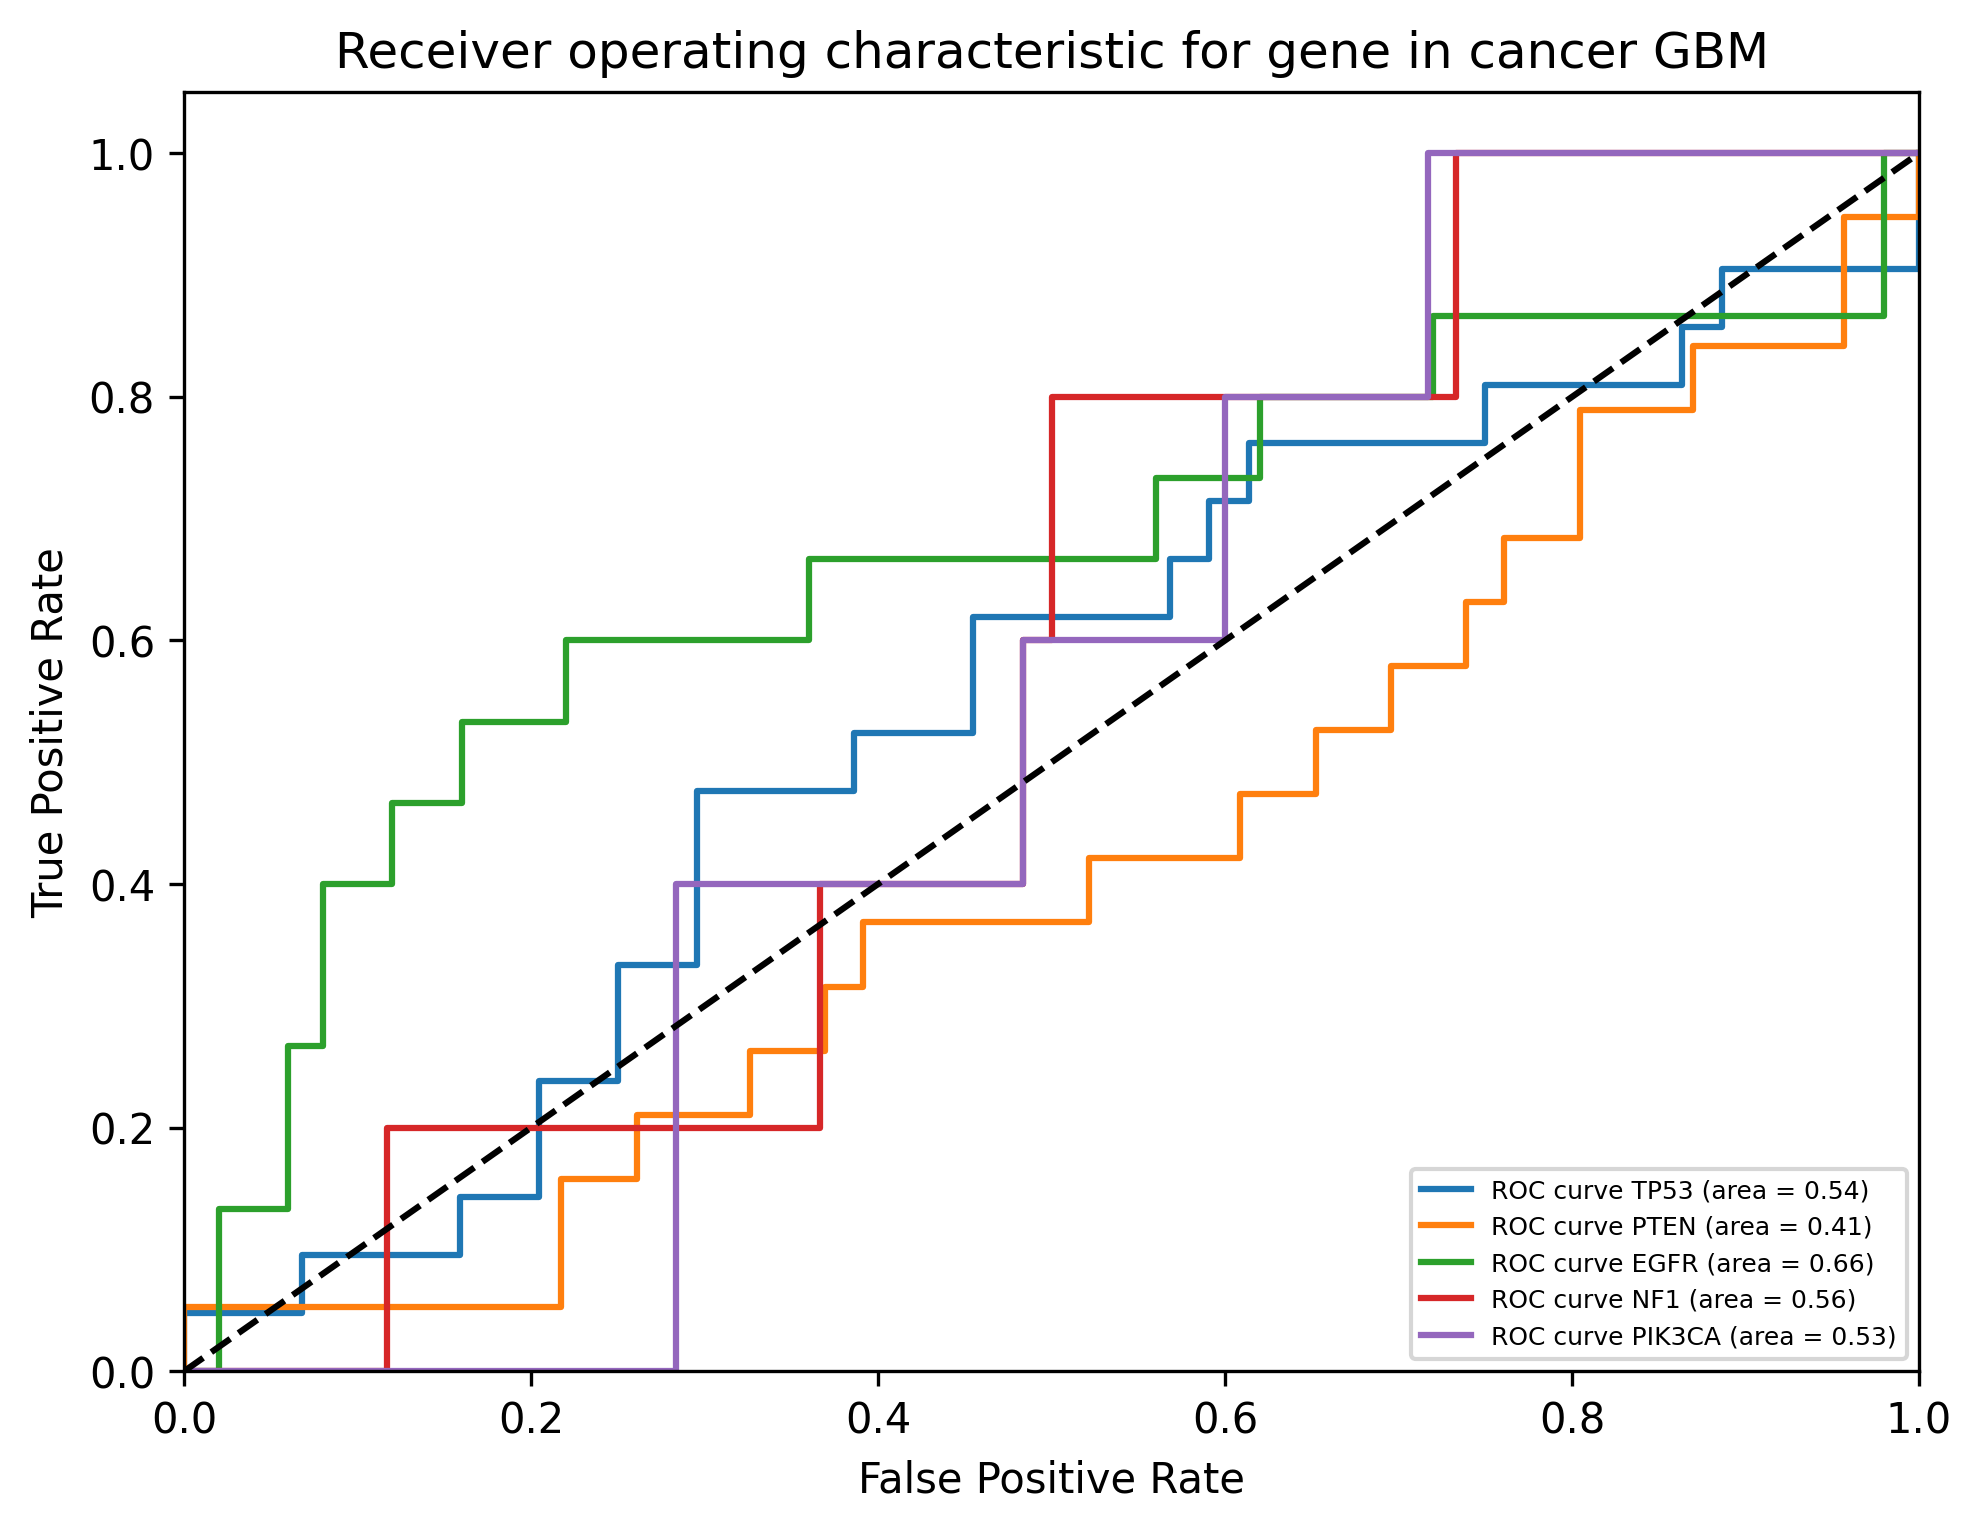 Receiver operating characteristic for gene in cancer GBM
True Positive Rate
1.0
0.8
0.6
0.4
0.2
0.0
0.0 0.2 0.4 0.6 0.8 1.0
False Positive Rate
ROC curve TP53 (area = 0.54)
ROC curve PTEN (area = 0.41)
ROC curve EGFR (area = 0.66)
ROC curve NF1 (area = 0.56)
ROC curve PIK3CA (area = 0.53)